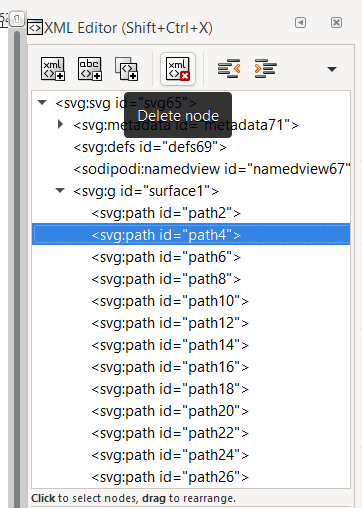 52
XML Editor (Shift+Ctrl+X)
xml abc xml
<svg:svg id="svg65">
Delete node
<svg:metadata id="metadata71">
<svg:defs id="defs69">
<sodipodi:namedview id="namedview67"
<svg:g id="surface1">
<svg:path id="path2">
<svg:path id="path4">
<svg:path id="path6">
<svg:path id="path8">
<svg:path id="path10">
<svg:path id="path12">
<svg:path id="path14">
<svg:path id="path16">
<svg:path id="path18">
<svg:path id="path20">
<svg:path id="path22">
<svg:path id="path24">
<svg:path id="path26">
Click to select nodes, drag to rearrange.